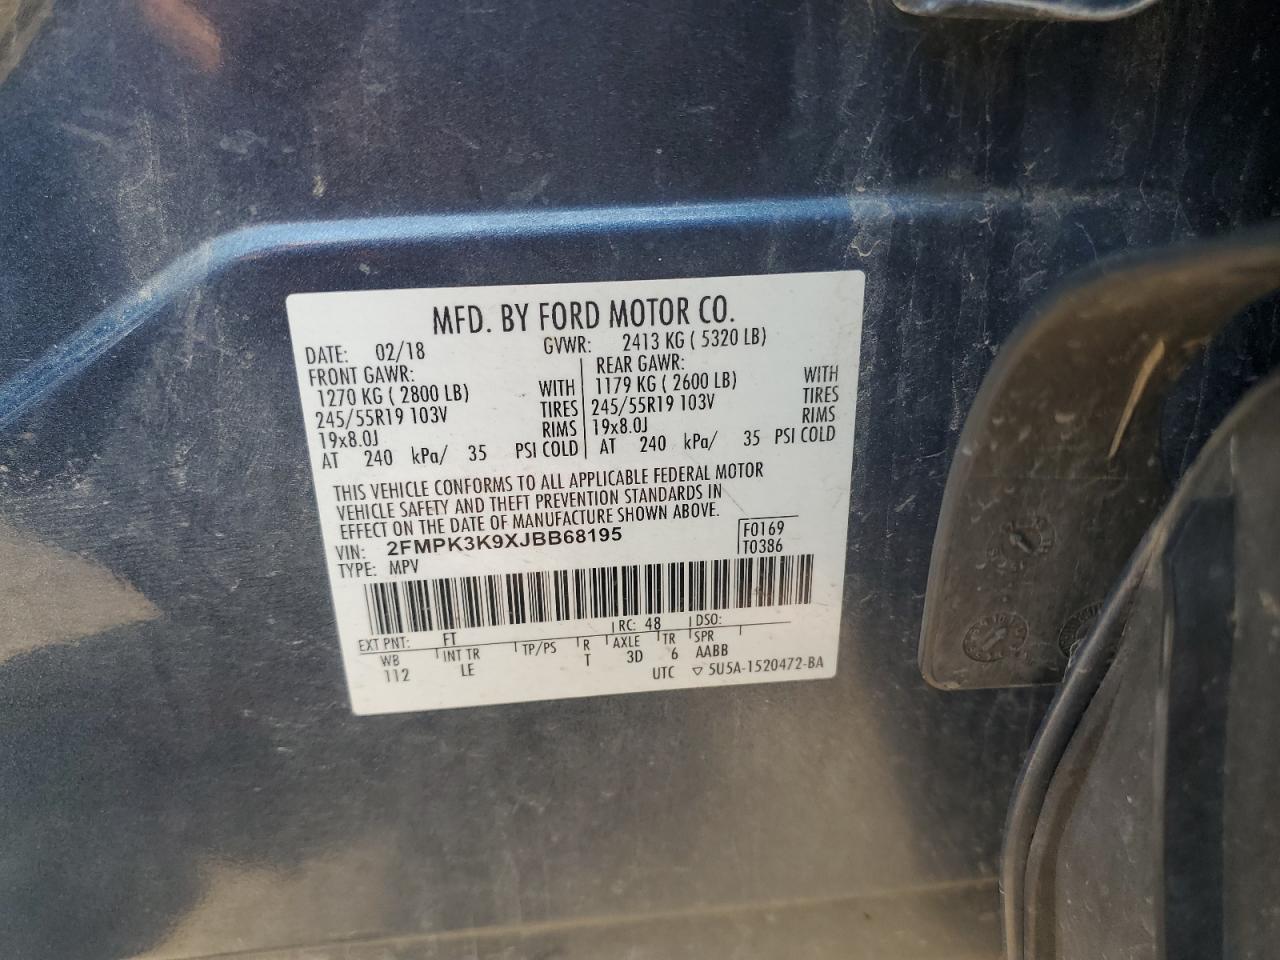 MFD. BY FORD MOTOR CO.
DATE: 02/18 GVWR: 2413 KG ( 5320 LB)
FRONT GAWR: REAR GAWR:
1270 KG ( 2800 LB) WITH 1179 KG ( 2600 LB) WITH
245/55R19 103V TIRES 245/55R19 103V TIRES
19x8.0J RIMS 19x8.0J RIMS
AT 240 kPa/ 35 PSI COLD AT 240 kPa/ 35 PSI COLD
THIS VEHICLE CONFORMS TO ALL APPLICABLE FEDERAL MOTOR
VEHICLE SAFETY AND THEFT PREVENTION STANDARDS IN
EFFECT ON THE DATE OF MANUFACTURE SHOWN ABOVE.
VIN: 2FMPK3K9XJBB68195 F0169
TYPE: MPV T0386
EXT PNT: FT RC: 48 DSO:
WB INT TR TP/PS R AXLE TR SPR
112 LE T 3D 6 AABB
UTC ▽ 5U5A-1520472-BA